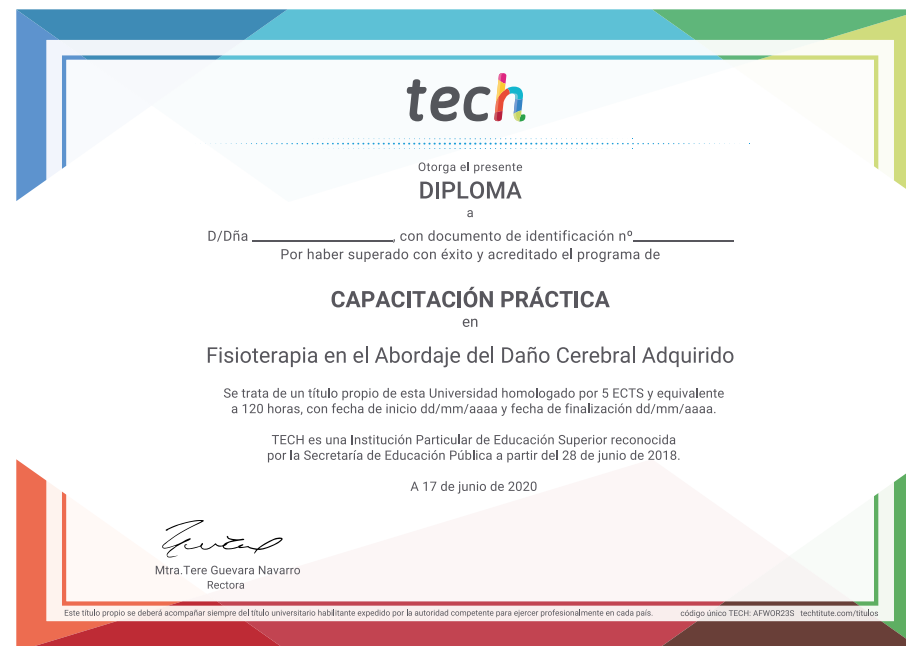 tech
Otorga el presente
DIPLOMA
a
D/Dña ____________, con documento de identificación nº____________
Por haber superado con éxito y acreditado el programa de
CAPACITACIÓN PRÁCTICA
en
Fisioterapia en el Abordaje del Daño Cerebral Adquirido
Se trata de un título propio de esta Universidad homologado por 5 ECTS y equivalente
a 120 horas, con fecha de inicio dd/mm/aaaa y fecha de finalización dd/mm/aaaa.
TECH es una Institución Particular de Educación Superior reconocida
por la Secretaría de Educación Pública a partir del 28 de junio de 2018.
A 17 de junio de 2020
Mtra.Tere Guevara Navarro
Rectora
Este título propio se deberá acompañar siempre del título universitario habilitante expedido por la autoridad competente para ejercer profesionalmente en cada país. código único TECH: AFWOR23S techtitute.com/titulos